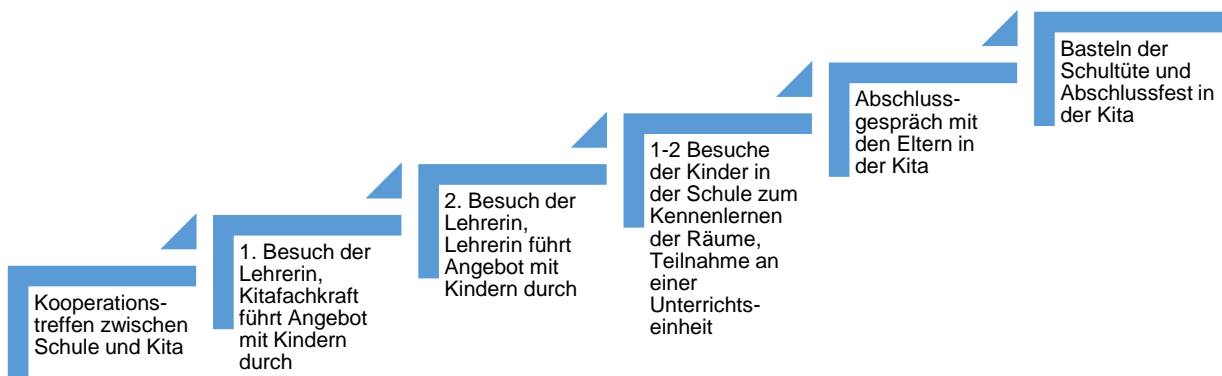 Kooperations-
treffen zwischen
Schule und Kita
1. Besuch der
Lehrerin,
Kitafachkraft
führt Angebot
mit Kindern
durch
2. Besuch der
Lehrerin,
Lehrerin führt
Angebot mit
Kindern durch
1-2 Besuche
der Kinder in
der Schule zum
Kennenlernen
der Räume,
Teilnahme an
einer
Unterrichts-
einheit
Abschluss-
gespräch mit
den Eltern in
der Kita
Basteln der
Schultüte und
Abschlussfest in
der Kita